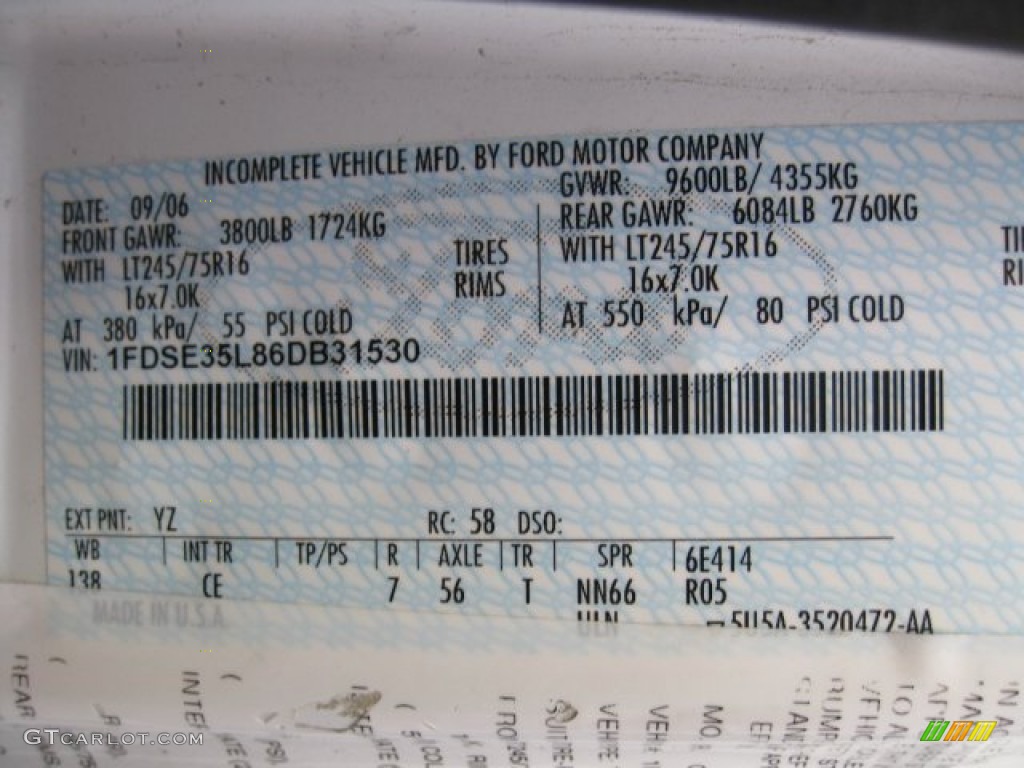 INCOMPLETE VEHICLE MFD. BY FORD MOTOR COMPANY
DATE: 09/06
GVWR: 9600LB/ 4355KG
FRONT GAWR: 3800LB 1724KG
REAR GAWR: 6084LB 2760KG
WITH LT245/75R16 TIRES
WITH LT245/75R16
16x7.0K RIMS
16x7.0K
AT 380 kPa/ 55 PSI COLD
AT 550 kPa/ 80 PSI COLD
VIN: 1FDSE35L86DB31530
EXT PNT: YZ RC: 58 DSO:
WB INT TR TP/PS R AXLE TR SPR 6E414
138 CE 7 56 T NN66 R05
MADE IN U.S.A. ULN 5U5A-3520472-AA
GTCARLOT.COM